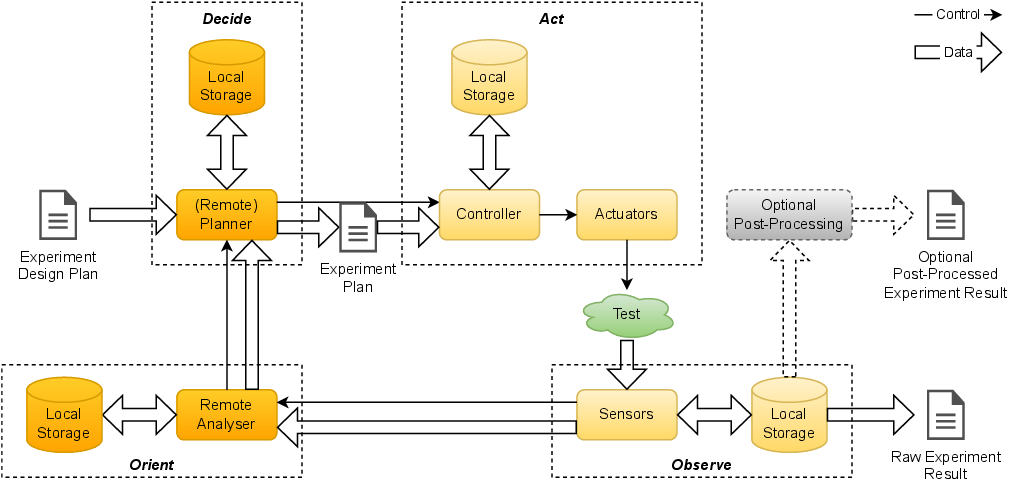 Decide
Act
Control
Data
Local
Storage
Local
Storage
(Remote)
Planner
Controller
Actuators
Optional
Post-Processing
Experiment
Design Plan
Experiment
Plan
Optional
Post-Processed
Experiment Result
Test
Local
Storage
Remote
Analyser
Sensors
Local
Storage
Orient
Observe
Raw Experiment
Result